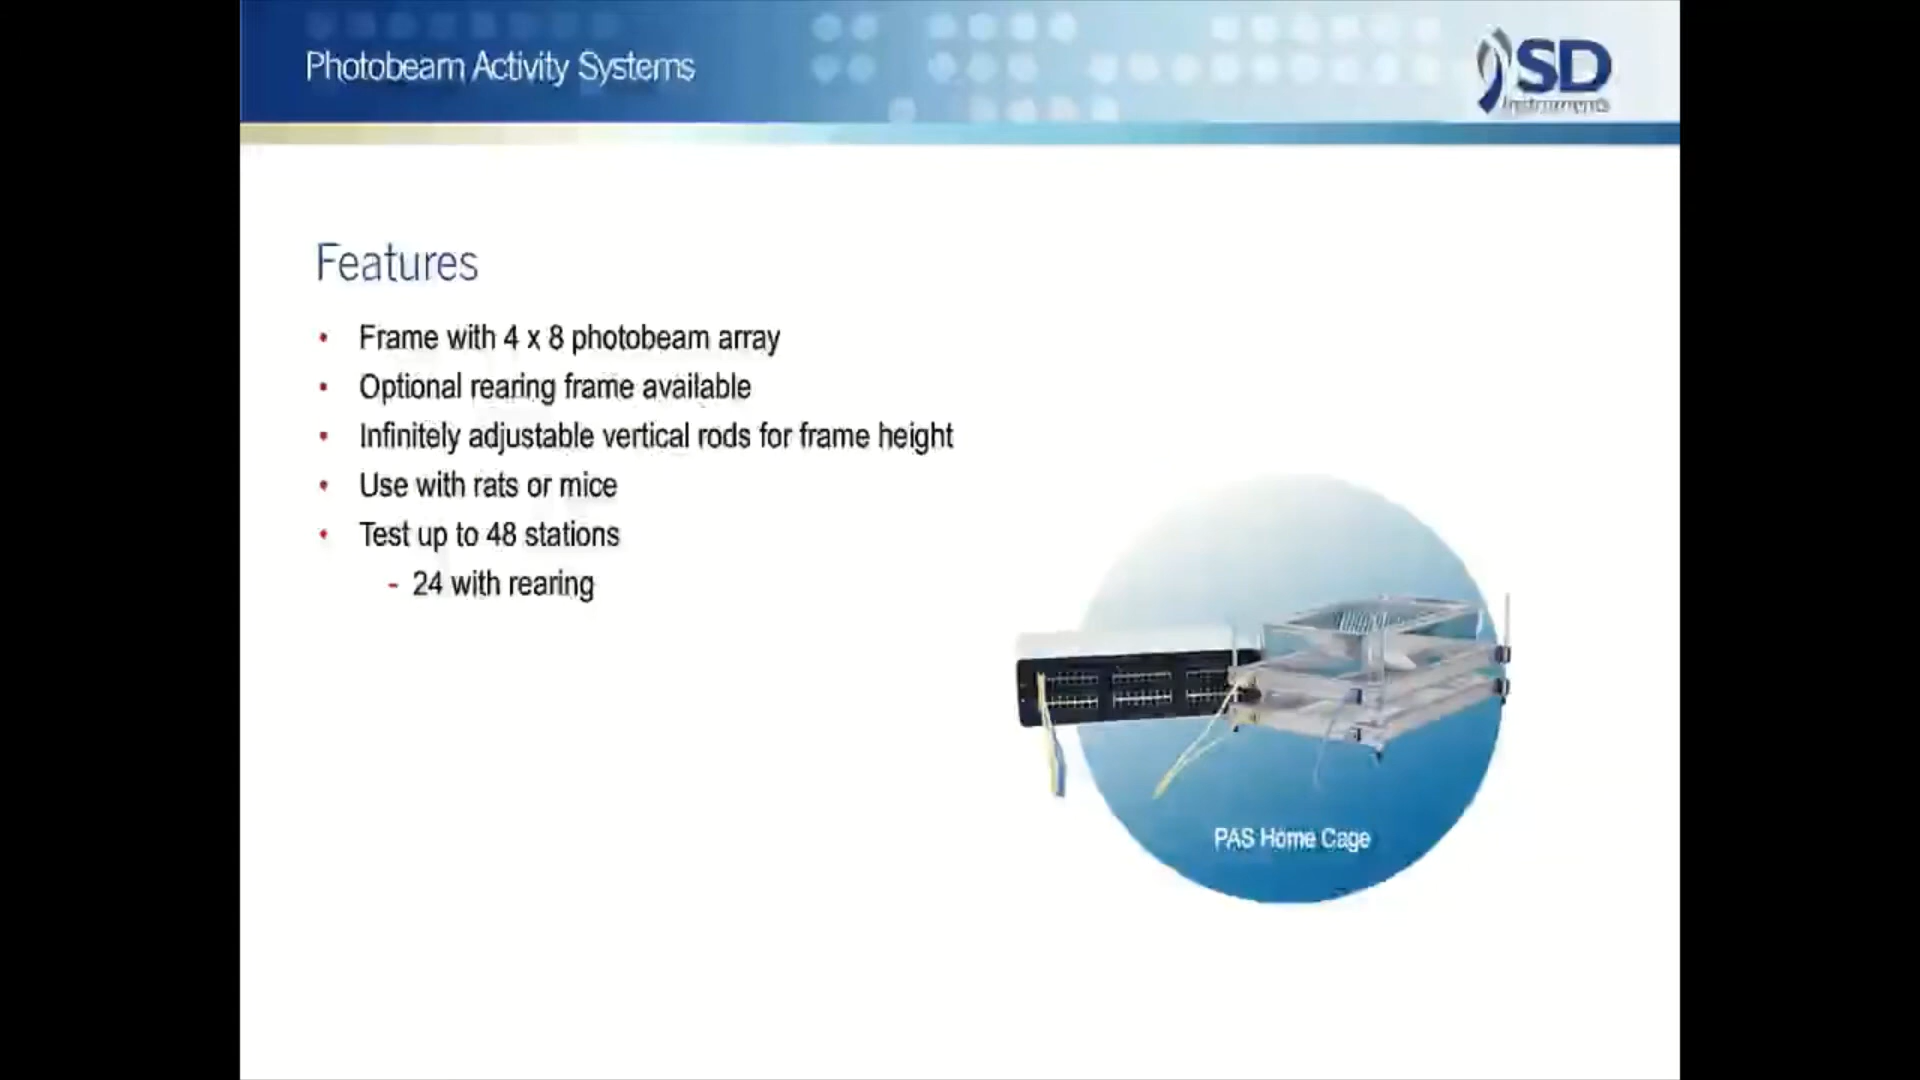 Photobeam Activity Systems
SD
Instruments
Features
• Frame with 4 x 8 photobeam array
• Optional rearing frame available
• Infinitely adjustable vertical rods for frame height
• Use with rats or mice
• Test up to 48 stations
- 24 with rearing
PAS Home Cage